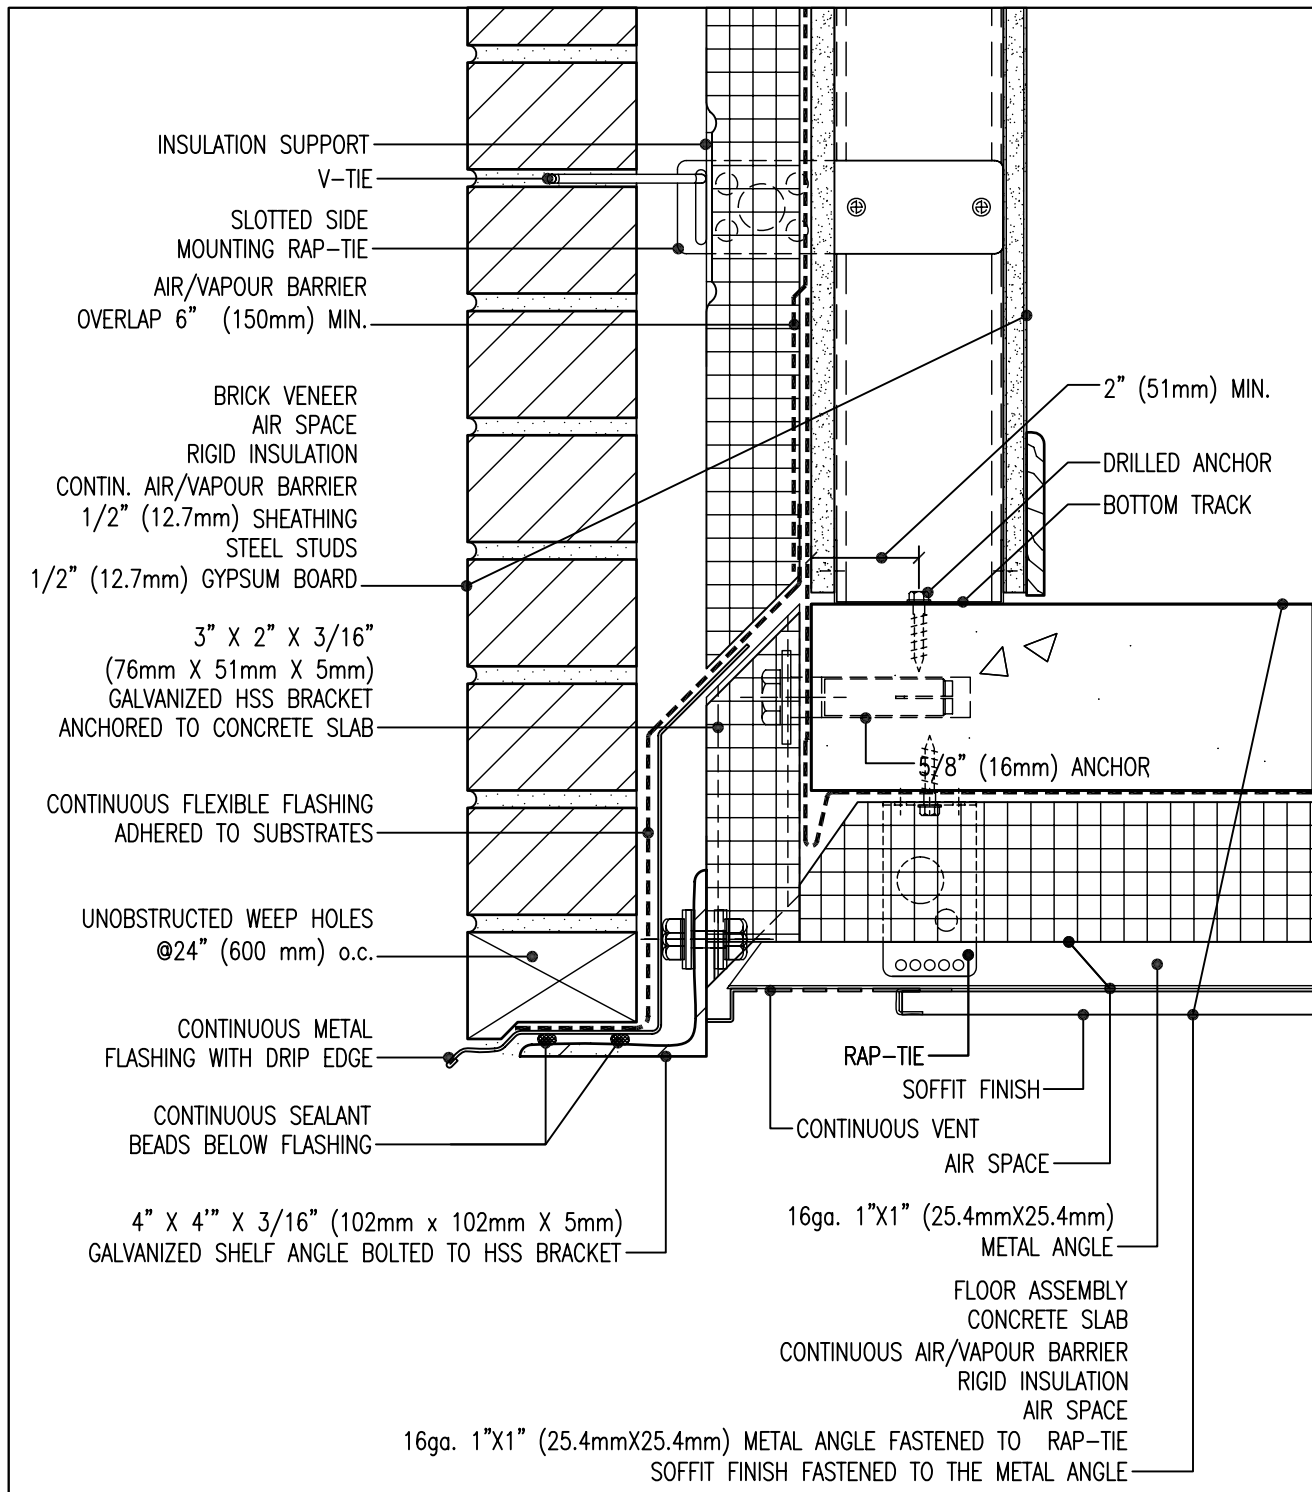 INSULATION SUPPORT
V-TIE
SLOTTED SIDE
MOUNTING RAP-TIE
AIR/VAPOUR BARRIER
OVERLAP 6” (150mm) MIN.
BRICK VENEER
AIR SPACE
RIGID INSULATION
CONTIN. AIR/VAPOUR BARRIER
1/2” (12.7mm) SHEATHING
STEEL STUDS
1/2” (12.7mm) GYPSUM BOARD
3” X 2” X 3/16”
(76mm X 51mm X 5mm)
GALVANIZED HSS BRACKET
ANCHORED TO CONCRETE SLAB
CONTINUOUS FLEXIBLE FLASHING
ADHERED TO SUBSTRATES
UNOBSTRUCTED WEEP HOLES
@24” (600 mm) o.c.
CONTINUOUS METAL
FLASHING WITH DRIP EDGE
CONTINUOUS SEALANT
BEADS BELOW FLASHING
4” X 4'” X 3/16” (102mm x 102mm X 5mm)
GALVANIZED SHELF ANGLE BOLTED TO HSS BRACKET
2” (51mm) MIN.
DRILLED ANCHOR
BOTTOM TRACK
5/8” (16mm) ANCHOR
RAP-TIE
SOFFIT FINISH
CONTINUOUS VENT
AIR SPACE
16ga. 1”X1” (25.4mmX25.4mm)
METAL ANGLE
FLOOR ASSEMBLY
CONCRETE SLAB
CONTINUOUS AIR/VAPOUR BARRIER
RIGID INSULATION
AIR SPACE
16ga. 1”X1” (25.4mmX25.4mm) METAL ANGLE FASTENED TO RAP-TIE
SOFFIT FINISH FASTENED TO THE METAL ANGLE